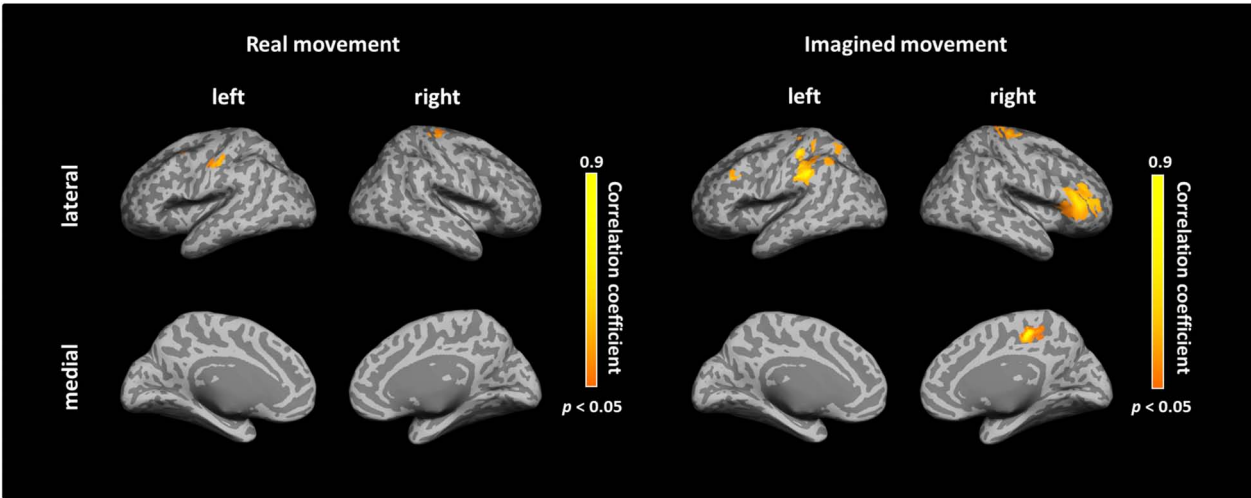 Real movement
Imagined movement
left
right
left
right
lateral
0.9
Correlation coefficient
p < 0.05
0.9
Correlation coefficient
p < 0.05
medial